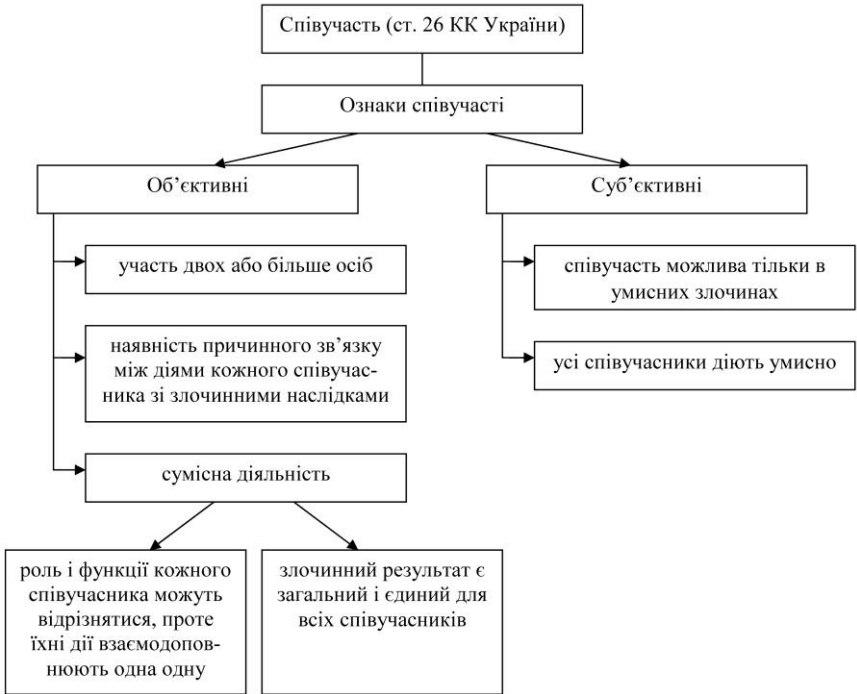 Співучасть (ст. 26 КК України)
Ознаки співучасті
Об’єктивні
Суб’єктивні
участь двох або більше осіб
наявність причинного зв’язку
між діями кожного співучас-
ника зі злочинними наслідками
сумісна діяльність
роль і функції кожного
співучасника можуть
відрізнятися, проте
їхні дії взаємодопов-
нюють одна одну
злочинний результат є
загальний і єдиний для
всіх співучасників
співучасть можлива тільки в
умисних злочинах
усі співучасники діють умисно